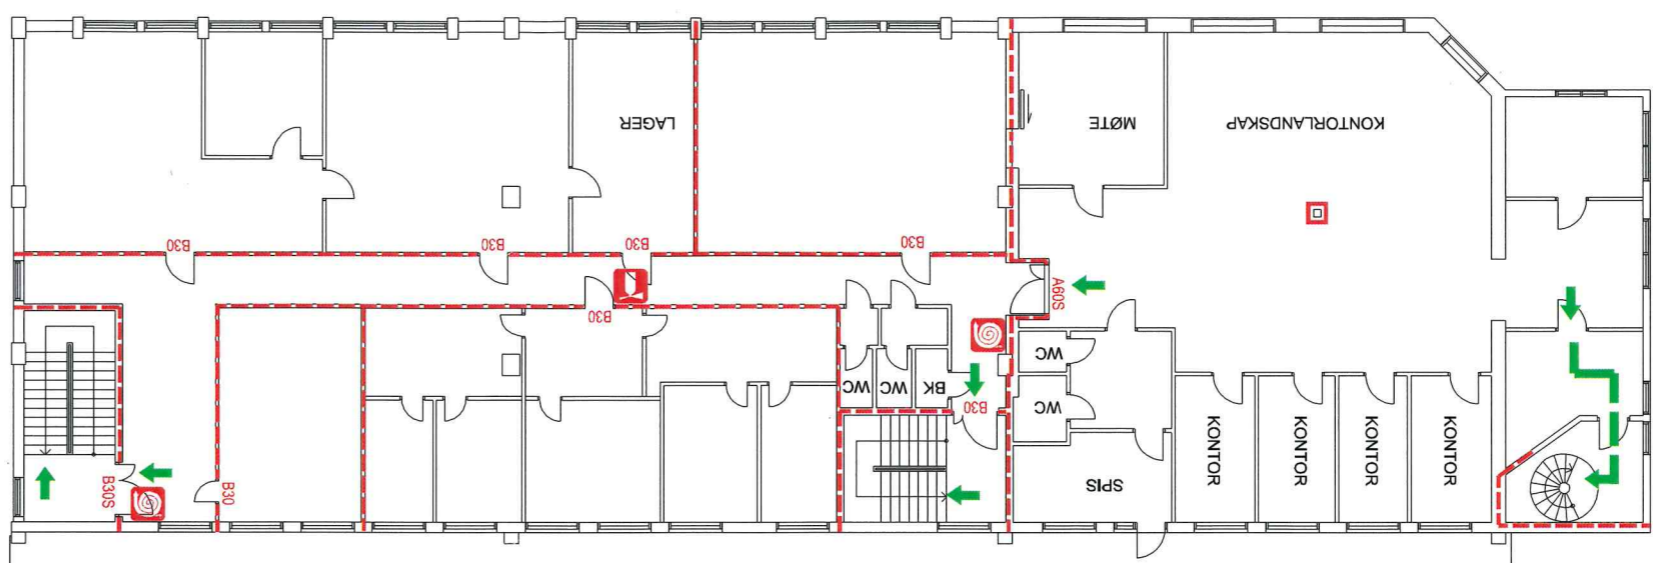 LAGER
MØTE
KONTORLANDSKAP
B30
B30
B30
B30
A60S
B30
WC
WC
WC
WC
BK
B30
KONTOR
KONTOR
KONTOR
KONTOR
SPIS
B30S
B30